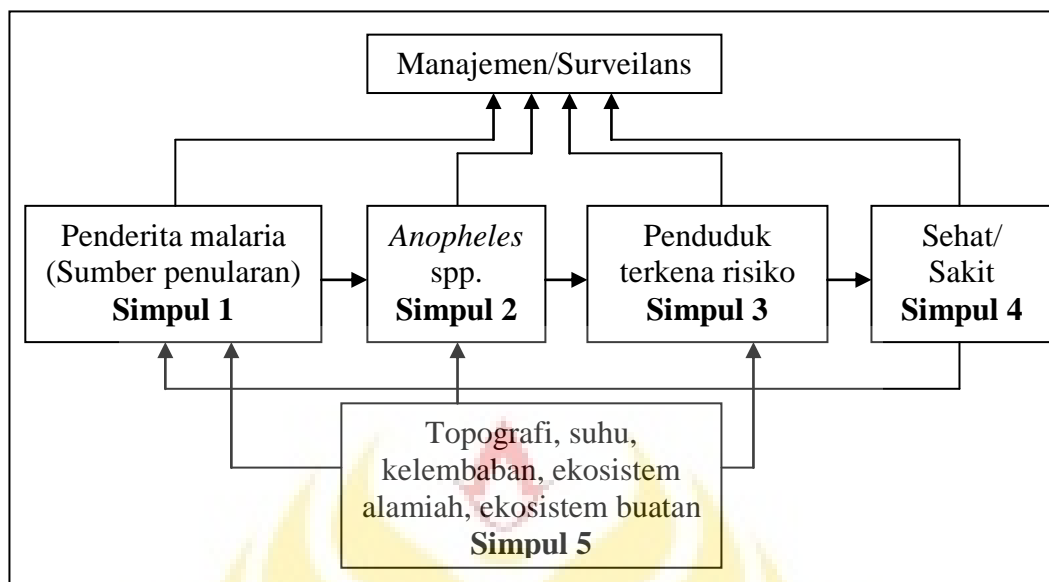 Manajemen/Surveilans
Penderita malaria
(Sumber penularan)
Simpul 1
Anopheles
spp.
Simpul 2
Penduduk
terkena risiko
Simpul 3
Sehat/
Sakit
Simpul 4
Topografi, suhu,
kelembaban, ekosistem
alamiah, ekosistem buatan
Simpul 5